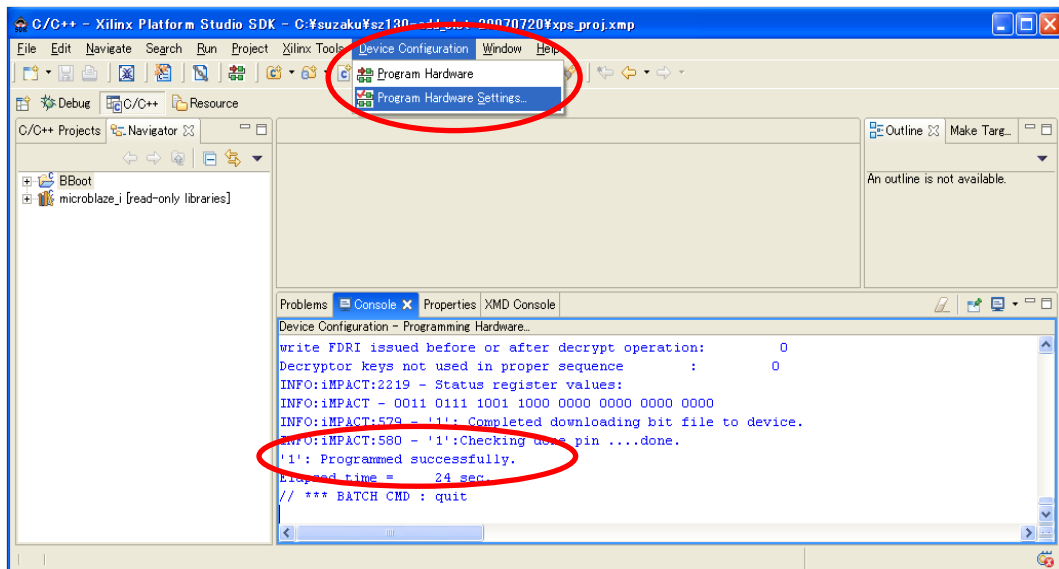 C/C++ - Xilinx Platform Studio SDK - C:¥suzaku¥sz130-add_slot-20070720¥xps_proj.xmp
File Edit Navigate Search Run Project Xilinx Tools Device Configuration Window Help
Program Hardware
Program Hardware Settings...
Debug C/C++ Resource
C/C++ Projects Navigator
Outline Make Targ...
BBoot
microblaze_i [read-only libraries]
An outline is not available.
Problems Console Properties XMD Console
Device Configuration - Programming Hardware...
write FDRI issued before or after decrypt operation: 0
Decryptor keys not used in proper sequence : 0
INFO:iMPACT:2219 - Status register values:
INFO:iMPACT - 0011 0111 1001 1000 0000 0000 0000 0000
INFO:iMPACT:579 - '1': Completed downloading bit file to device.
INFO:iMPACT:580 - '1':Checking done pin ....done.
'1': Programmed successfully.
Elapsed time = 24 sec.
// *** BATCH CMD : quit